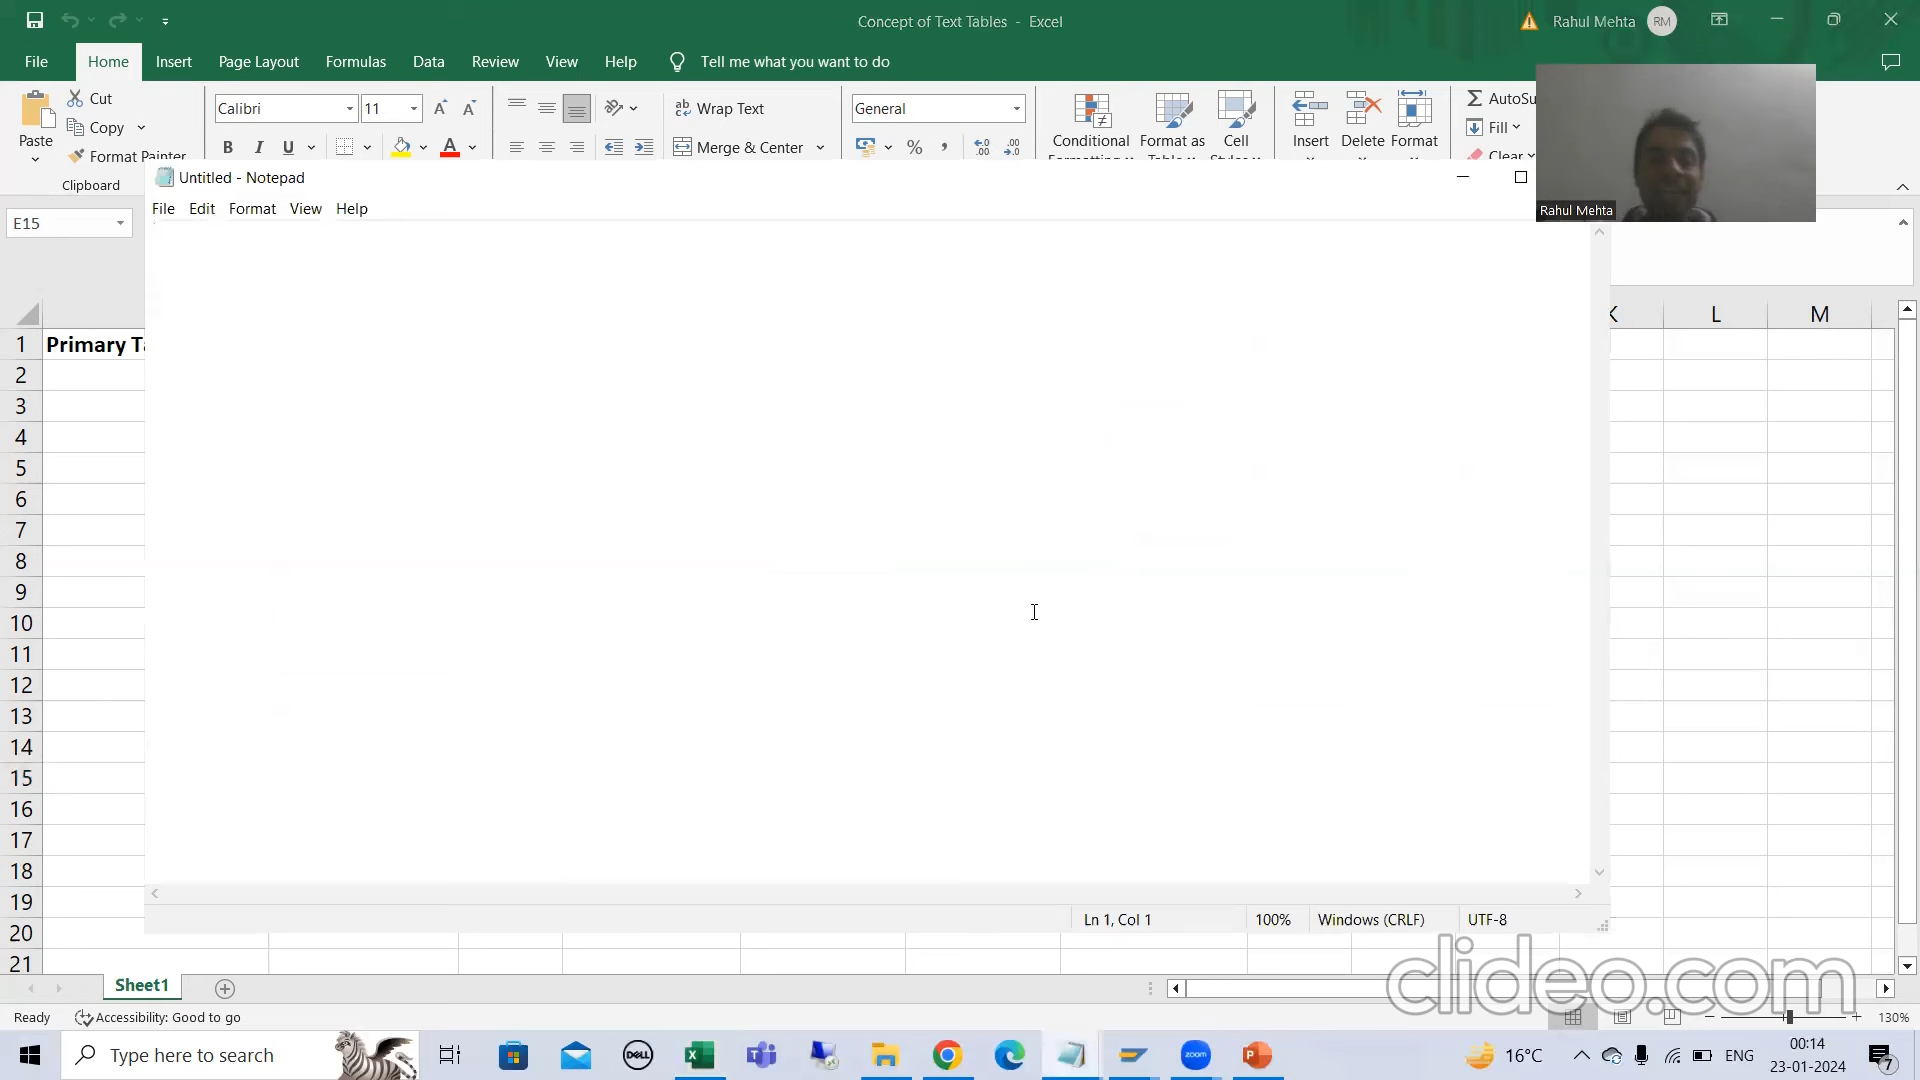 Concept of Text Tables - Excel
Rahul Mehta
RM
File
Home
Insert
Page Layout
Formulas
Data
Review
View
Help
Tell me what you want to do
Paste
Cut
Copy
Format Painter
Clipboard
Calibri
11
Wrap Text
Merge & Center
General
Conditional
Format as
Cell
Insert
Delete
Format
Fill
Clear
Rahul Mehta
Untitled - Notepad
File
Edit
Format
View
Help
E15
K
L
M
1
Primary
2
3
4
5
6
7
8
9
10
11
12
13
14
15
16
17
18
19
20
21
Ln 1, Col 1
100%
Windows (CRLF)
UTF-8
Sheet1
clideo.com
Ready
Accessibility: Good to go
130%
Type here to search
DELL
zoom
16°C
ENG
00:14
23-01-2024
7